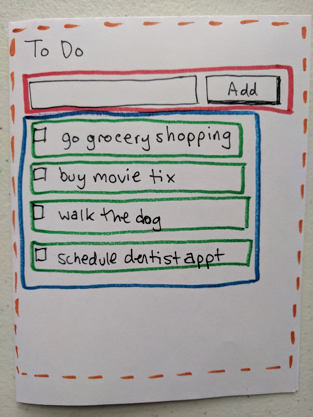 To Do
Add
go grocery shopping
buy movie tix
walk the dog
schedule dentist appt